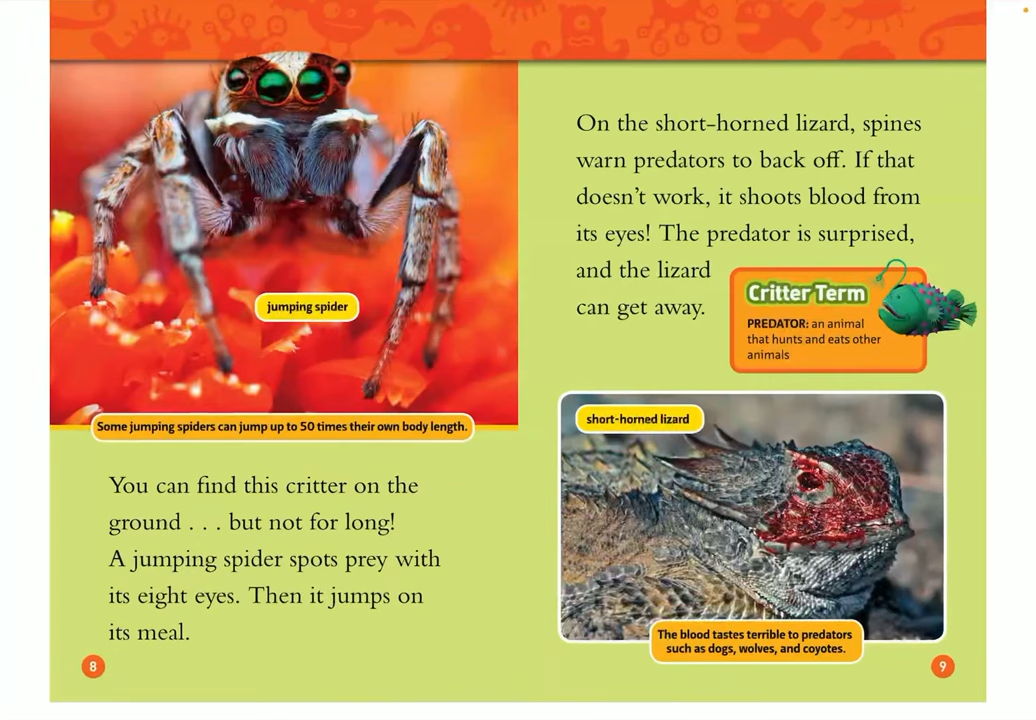 jumping spider
Some jumping spiders can jump up to 50 times their own body length.
You can find this critter on the
ground . . . but not for long!
A jumping spider spots prey with
its eight eyes. Then it jumps on
its meal.
8
On the short-horned lizard, spines
warn predators to back off. If that
doesn’t work, it shoots blood from
its eyes! The predator is surprised,
and the lizard
can get away.
Critter Term
PREDATOR: an animal
that hunts and eats other
animals
short-horned lizard
The blood tastes terrible to predators
such as dogs, wolves, and coyotes.
9